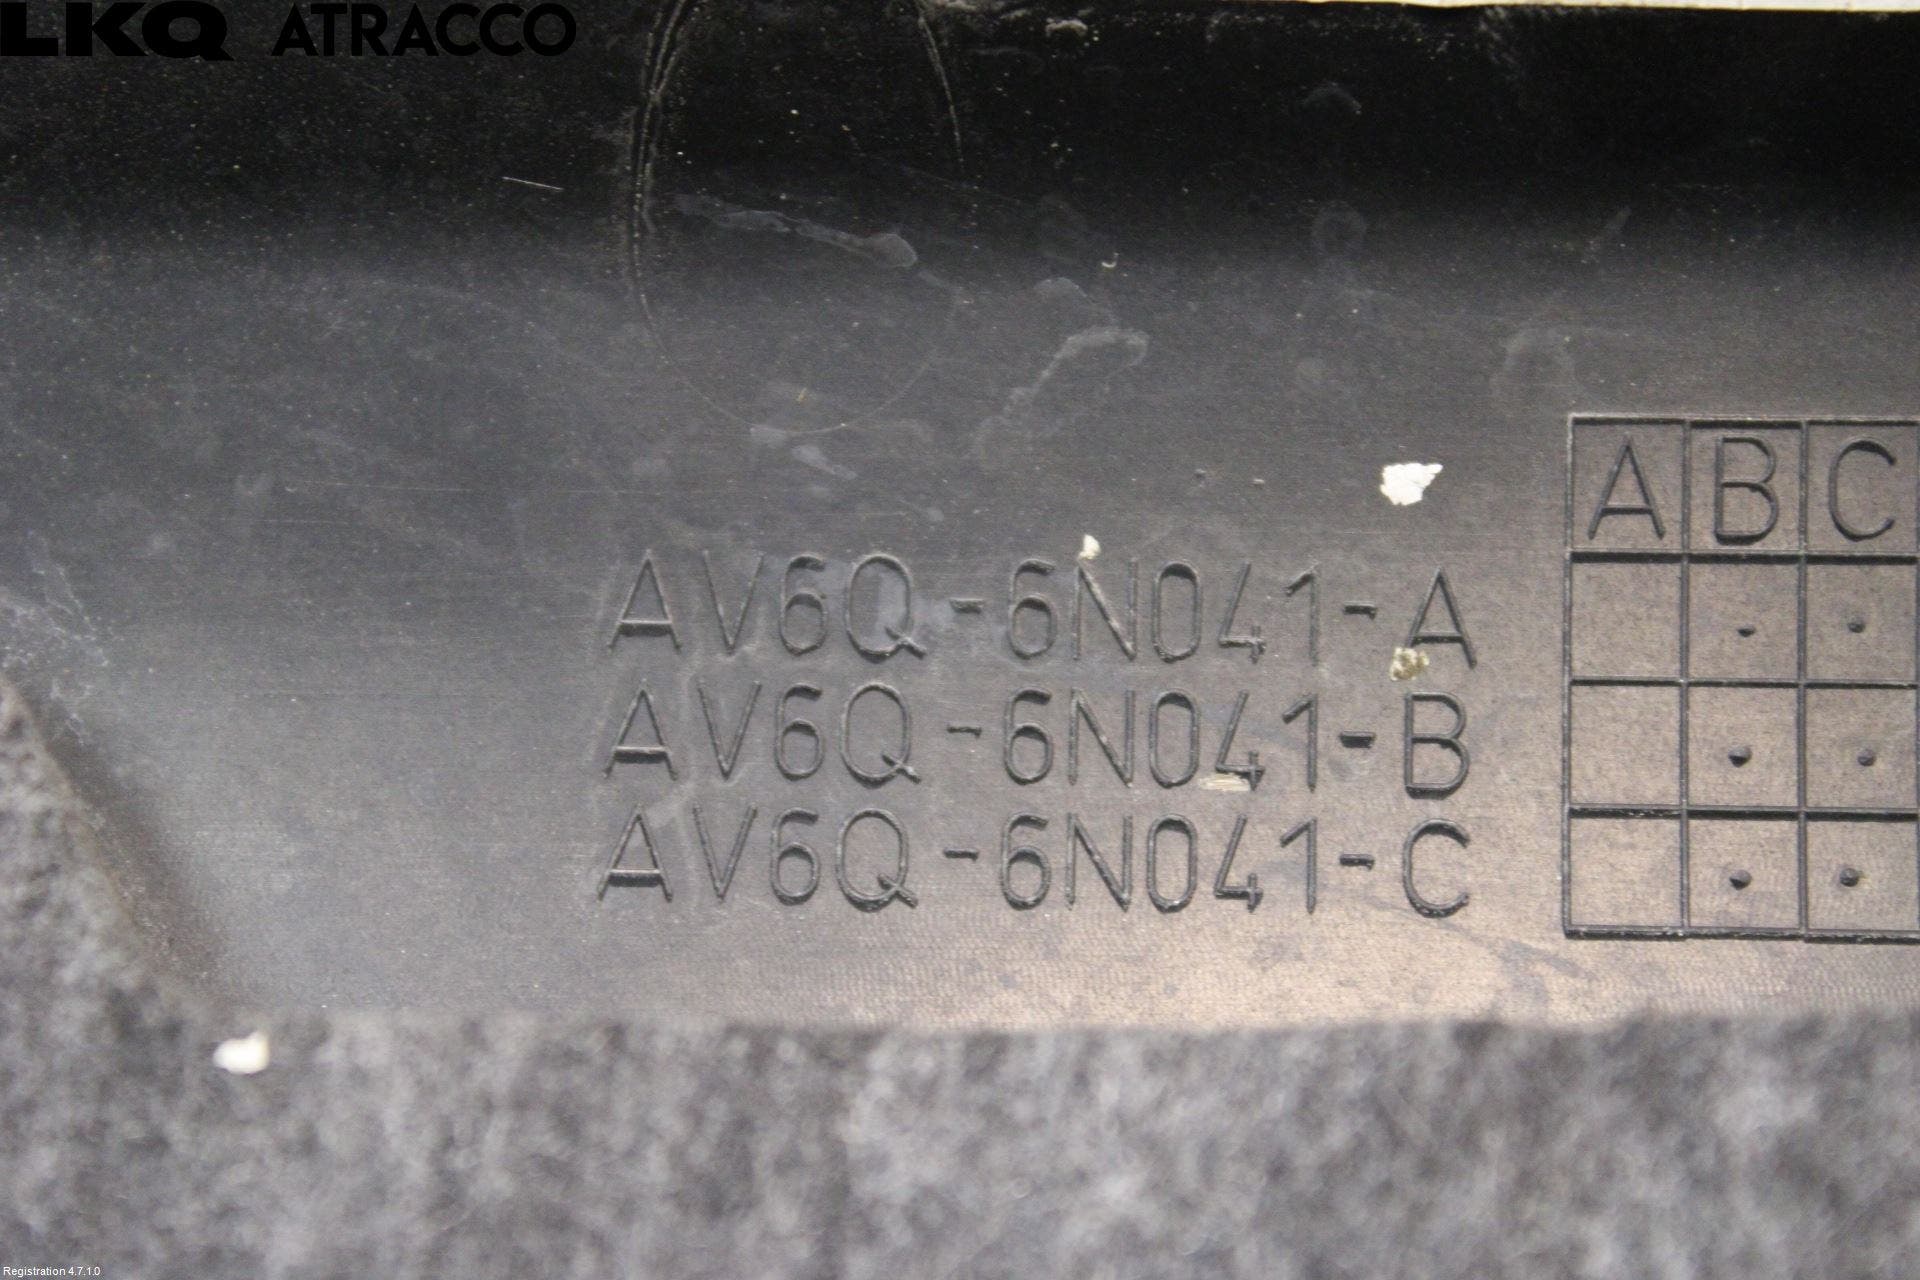 LKQ ATRACCO
A B C
AV6Q-6N041-A
AV6Q-6N041-B
AV6Q-6N041-C
Registration 4.7.1.0